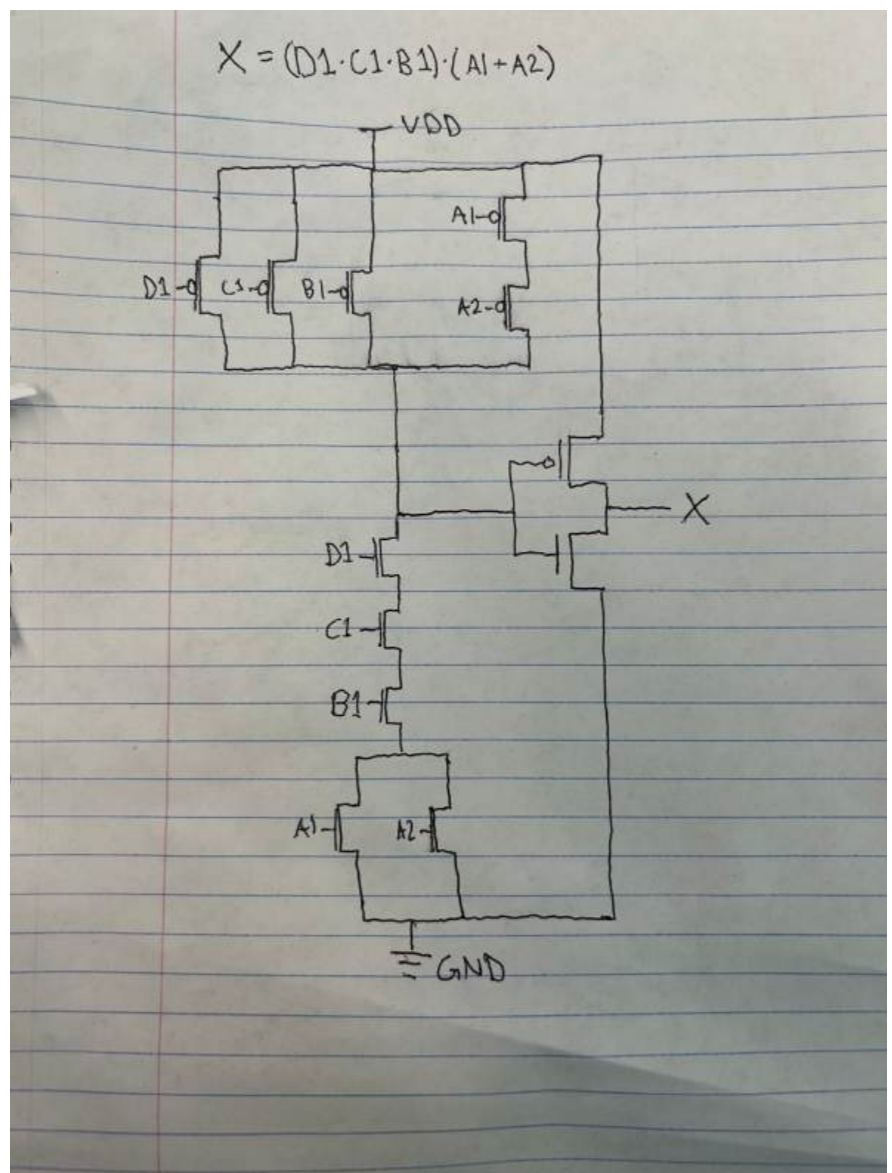 X = (D1·C1·B1)·(A1+A2)
VDD
A1
D1 C1 B1 A2
X
D1
C1
B1
A1 A2
GND